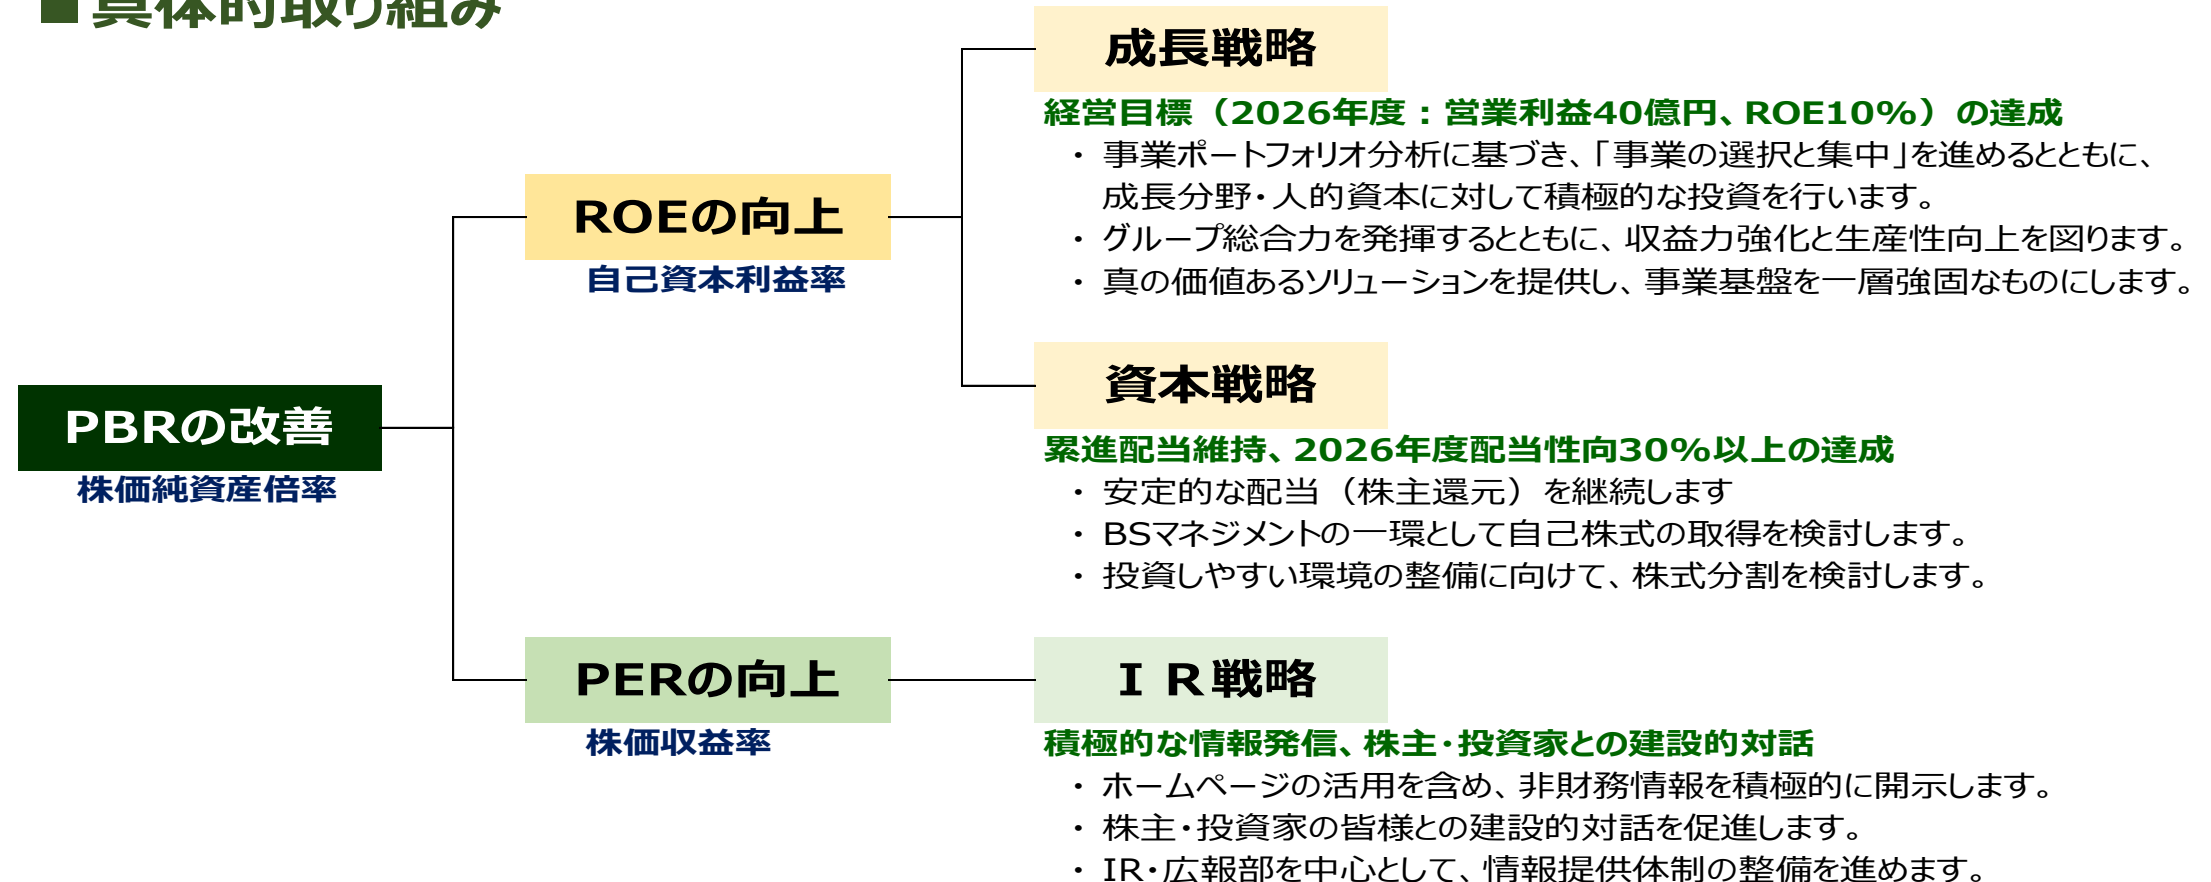 ■具体的取り組み
成長戦略
経営目標（2026年度：営業利益40億円、ROE10%）の達成
・ 事業ポートフォリオ分析に基づき、「事業の選択と集中」を進めるとともに、
成長分野・人的資本に対して積極的な投資を行います。
・ グループ総合力を発揮するとともに、収益力強化と生産性向上を図ります。
・ 真の価値あるソリューションを提供し、事業基盤を一層強固なものにします。
ROEの向上
自己資本利益率
資本戦略
累進配当維持、2026年度配当性向30%以上の達成
・ 安定的な配当（株主還元）を継続します
・ BSマネジメントの一環として自己株式の取得を検討します。
・ 投資しやすい環境の整備に向けて、株式分割を検討します。
PBRの改善
株価純資産倍率
PERの向上
株価収益率
ＩＲ戦略
積極的な情報発信、株主・投資家との建設的対話
・ ホームページの活用を含め、非財務情報を積極的に開示します。
・ 株主・投資家の皆様との建設的対話を促進します。
・ IR・広報部を中心として、情報提供体制の整備を進めます。